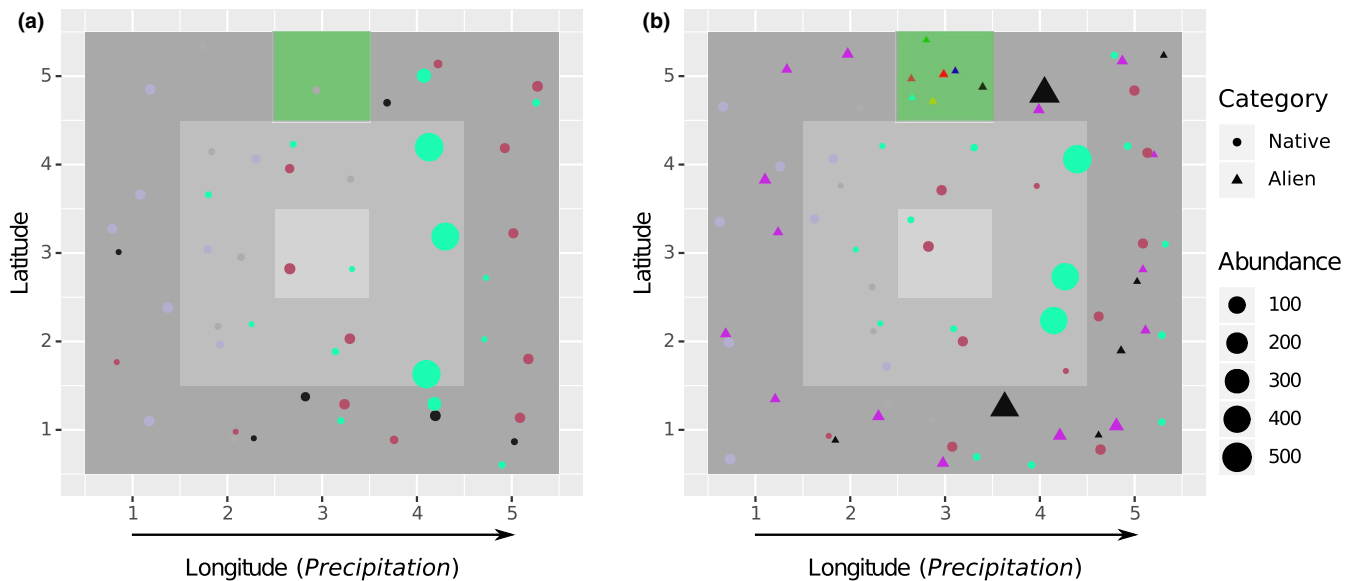 (a)
5
4
3
2
1
Latitude
1 2 3 4 5
Longitude (Precipitation)
(b)
5
4
3
2
1
Latitude
1 2 3 4 5
Longitude (Precipitation)
Category
Native
Alien
Abundance
100
200
300
400
500